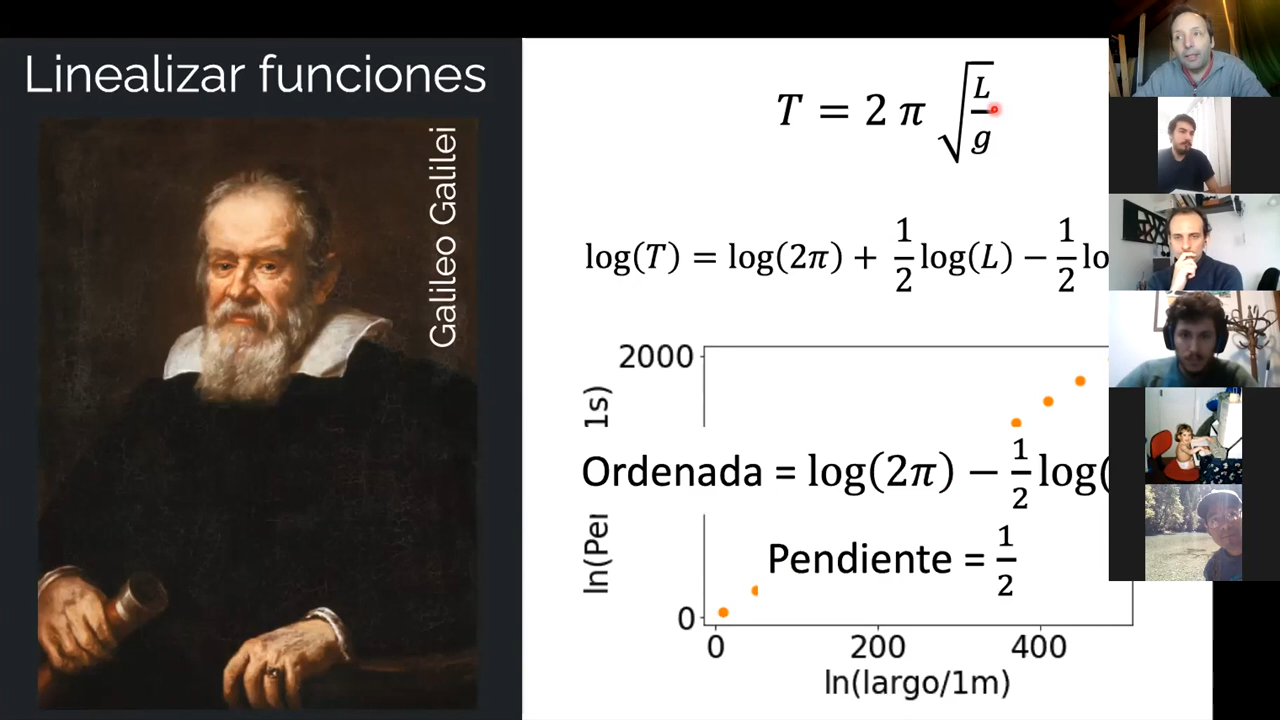 Linealizar funciones
Galileo Galilei
T = 2 π √(L/g)
log(T) = log(2π) + 1/2 log(L) − 1/2 lo
2000
1s)
Ordenada = log(2π) − 1/2 log(
ln(Per
Pendiente = 1/2
0
0 200 400
ln(largo/1m)